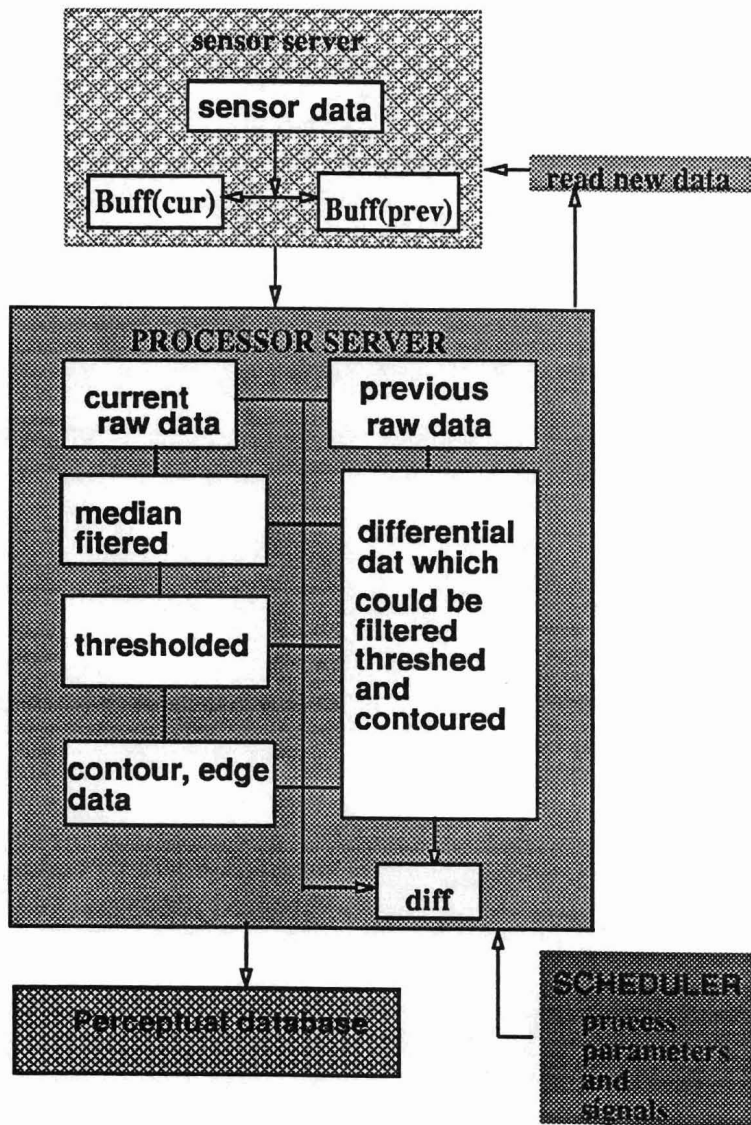 sensor server
sensor data
Buff(cur)
Buff(prev)
read new data
PROCESSOR SERVER
current
raw data
previous
raw data
median
fitered
differential
dat which
could be
filtered
threshed
and
contoured
thresholded
contour, edge
data
diff
Perceptual database
SCHEDULER
process
parameters
and
signals